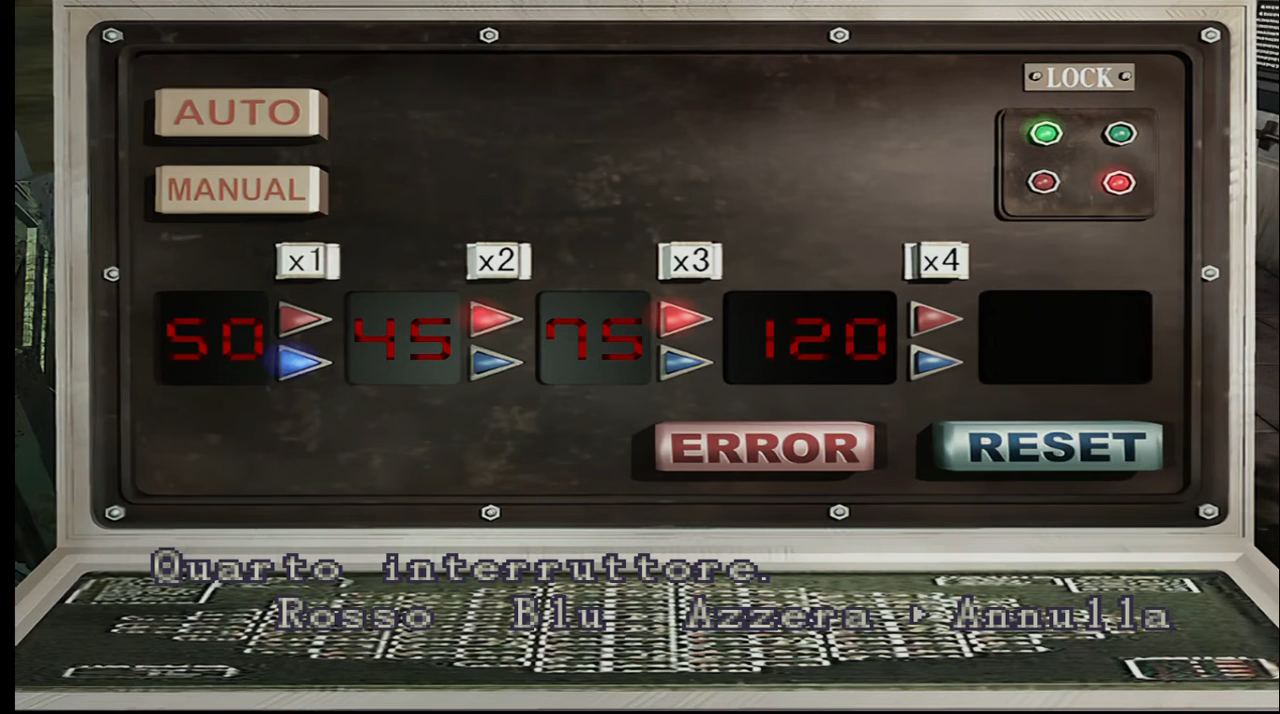 LOCK
AUTO
MANUAL
x1 x2 x3 x4
50 45 75 120
ERROR RESET
Quarto interruttore.
Rosso Blu Azzera ▸ Annulla